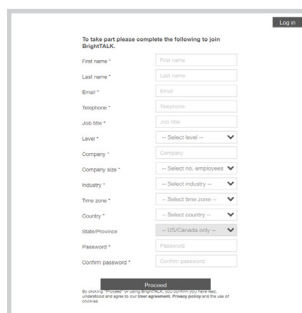 Log in
To take part please complete the following to join
BrightTALK.
First name * First name
Last name * Last name
Email * Email
Telephone * Telephone
Job title * Job title
Level * -- Select level --
Company * Company
Company size * -- Select no. employees
Industry * -- Select industry --
Time zone * -- Select time zone --
Country * -- Select country --
State/Province -- US/Canada only --
Password * Password
Confirm password * Confirm password
Proceed
By clicking "Proceed" or using BrightTALK, you confirm you have read,
understood and agree to our User agreement, Privacy policy and the use of
cookies.